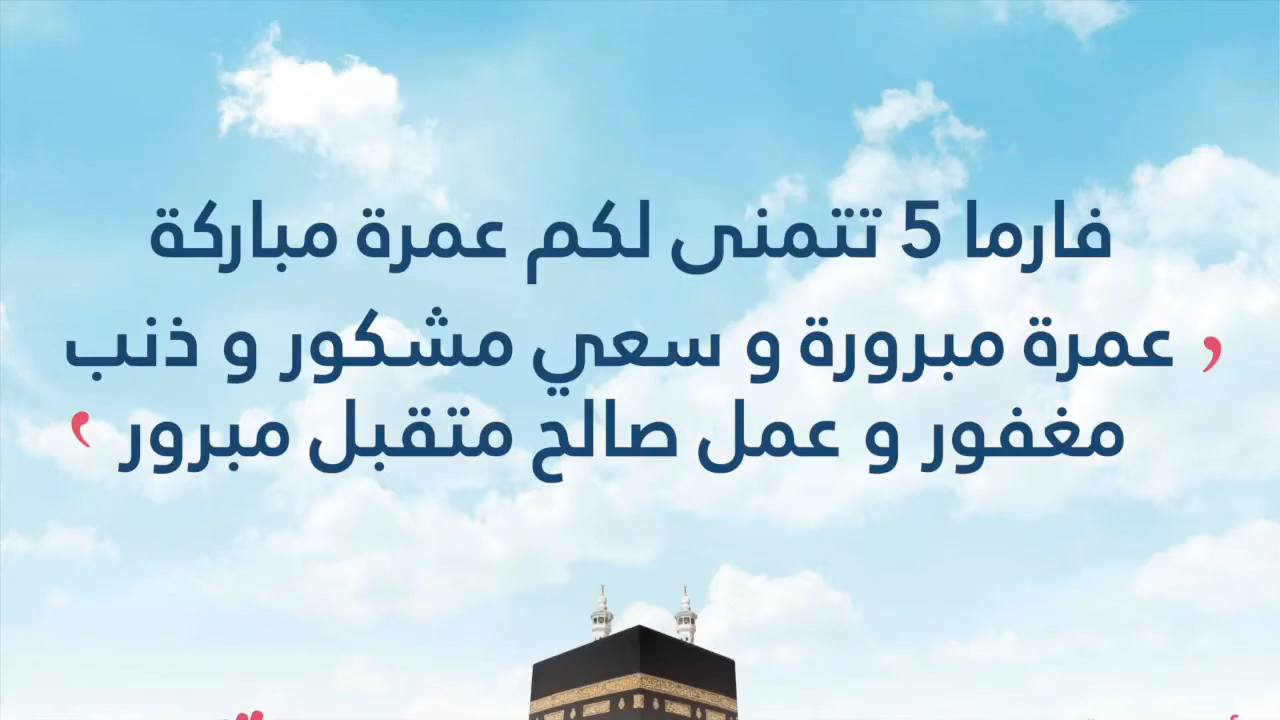 فارما 5 تتمنى لكم عمرة مباركة
, عمرة مبرورة و سعي مشكور و ذنب
مغفور و عمل صالح متقبل مبرور ,